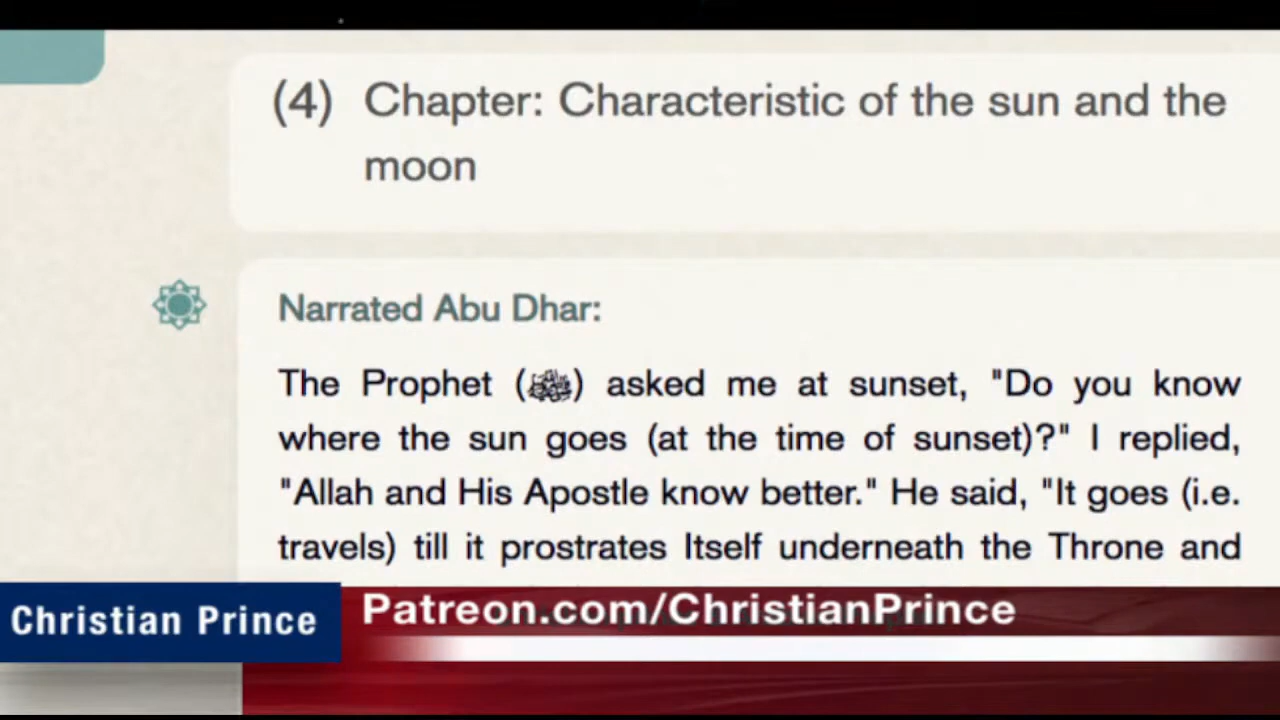 (4) Chapter: Characteristic of the sun and the
moon
Narrated Abu Dhar:
The Prophet (ﷺ) asked me at sunset, "Do you know
where the sun goes (at the time of sunset)?" I replied,
"Allah and His Apostle know better." He said, "It goes (i.e.
travels) till it prostrates Itself underneath the Throne and
Christian Prince
Patreon.com/ChristianPrince